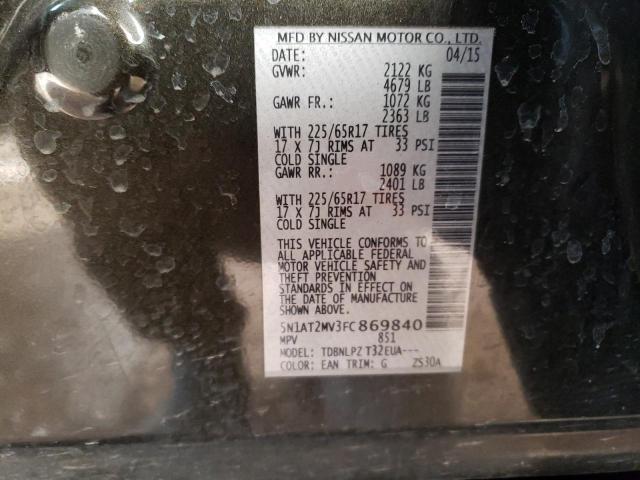 MFD BY NISSAN MOTOR CO., LTD.
DATE: 04/15
GVWR: 2122 KG
4679 LB
GAWR FR.: 1072 KG
2363 LB
WITH 225/65R17 TIRES
17 X 7J RIMS AT 33 PSI
COLD SINGLE
GAWR RR.: 1089 KG
2401 LB
WITH 225/65R17 TIRES
17 X 7J RIMS AT 33 PSI
COLD SINGLE
THIS VEHICLE CONFORMS TO
ALL APPLICABLE FEDERAL
MOTOR VEHICLE SAFETY AND
THEFT PREVENTION
STANDARDS IN EFFECT ON
THE DATE OF MANUFACTURE
SHOWN ABOVE.
5N1AT2MV3FC869840
MPV 851
MODEL: TDBNLPZ T32EUA---
COLOR: EAN TRIM: G ZS30A